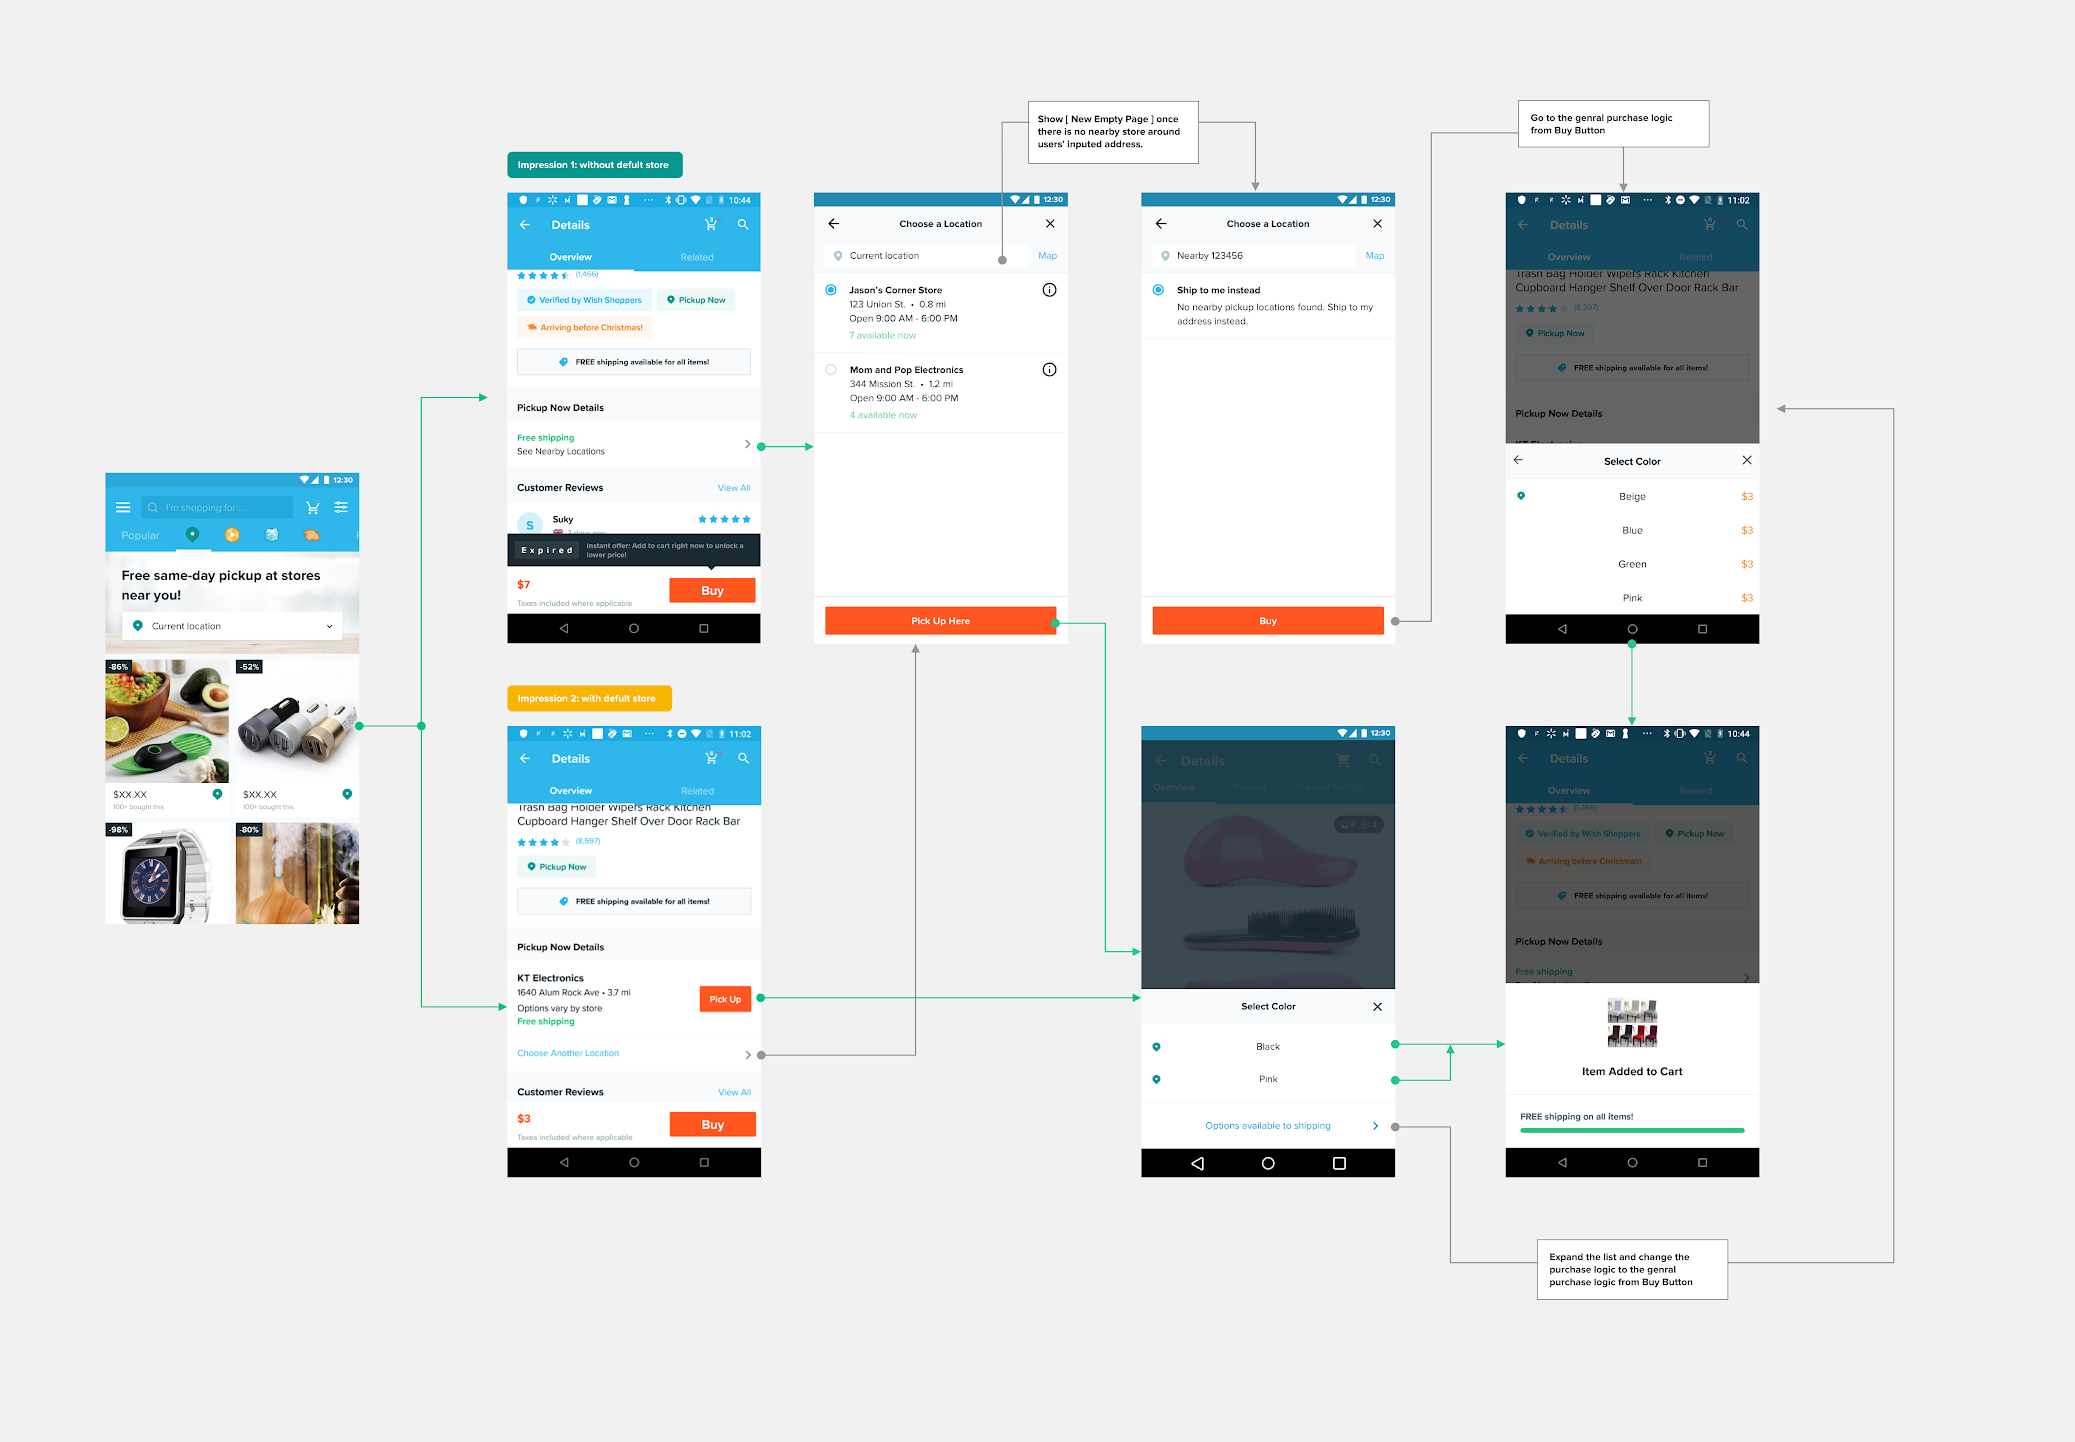 Show [ New Empty Page ] once
there is no nearby store around
users' inputed address.
Go to the genral purchase logic
from Buy Button
Impression 1: without defult store
10:44
Details
3
Overview
Related
(1,466)
Verified by Wish Shoppers
Pickup Now
Arriving before Christmas!
FREE shipping available for all items!
Pickup Now Details
Free shipping
See Nearby Locations
Customer Reviews
View All
S
Suky
Expired
Instant offer: Add to cart right now to unlock a
lower price!
$7
Taxes included where applicable
Buy
12:30
Choose a Location
Current location
Map
Jason's Corner Store
123 Union St. • 0.8 mi
Open 9:00 AM - 6:00 PM
7 available now
Mom and Pop Electronics
344 Mission St. • 1.2 mi
Open 9:00 AM - 6:00 PM
4 available now
Pick Up Here
12:30
Choose a Location
Nearby 123456
Map
Ship to me instead
No nearby pickup locations found. Ship to my
address instead.
Buy
11:02
Details
Overview
Related
Trash Bag Holder Wipers Rack Kitchen
Cupboard Hanger Shelf Over Door Rack Bar
(8,597)
Pickup Now
FREE shipping available for all items!
Pickup Now Details
KT Electronics
Select Color
Beige
$3
Blue
$3
Green
$3
Pink
$3
12:30
I'm shopping for ...
Popular
Free same-day pickup at stores
near you!
Current location
-86%
-52%
$XX.XX
100+ bought this
$XX.XX
100+ bought this
-98%
-80%
Impression 2: with defult store
11:02
Details
6
Overview
Related
Trash Bag Holder Wipers Rack Kitchen
Cupboard Hanger Shelf Over Door Rack Bar
(8,597)
Pickup Now
FREE shipping available for all items!
Pickup Now Details
KT Electronics
1640 Alum Rock Ave • 3.7 mi
Options vary by store
Free shipping
Pick Up
Choose Another Location
Customer Reviews
View All
$3
Taxes included where applicable
Buy
12:30
Details
Overview
Related
Product Ratings
6
2
Select Color
Black
Pink
Options available to shipping
10:44
Details
Overview
Related
(1,466)
Verified by Wish Shoppers
Pickup Now
Arriving before Christmas!
FREE shipping available for all items!
Pickup Now Details
Free shipping
Item Added to Cart
FREE shipping on all items!
Expand the list and change the
purchase logic to the genral
purchase logic from Buy Button